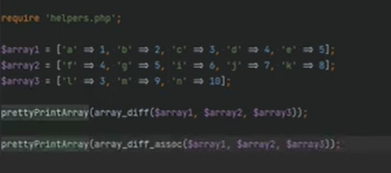 require 'helpers.php';
$array1 = ['a' => 1, 'b' => 2, 'c' => 3, 'd' => 4, 'e' => 5];
$array2 = ['f' => 4, 'g' => 5, 'i' => 6, 'j' => 7, 'k' => 8];
$array3 = ['l' => 3, 'm' => 9, 'n' => 10];
prettyPrintArray(array_diff($array1, $array2, $array3));
prettyPrintArray(array_diff_assoc($array1, $array2, $array3));